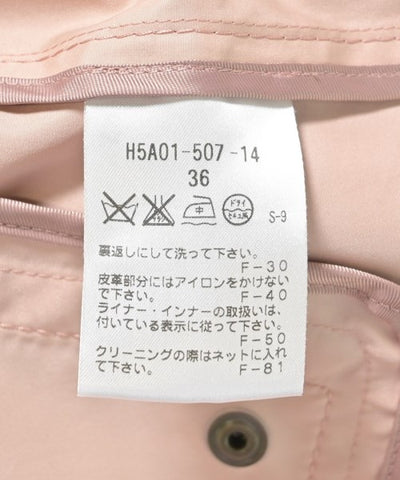 H5A01-507-14
36
中
ドライ
セキユ系
S-9
裏返しにして洗って下さい。
F-30
皮革部分にはアイロンをかけない
で下さい。 F-40
ライナー・インナーの取扱いは、
付いている表示に従って下さい。
F-50
クリーニングの際はネットに入れ
て下さい。 F-81